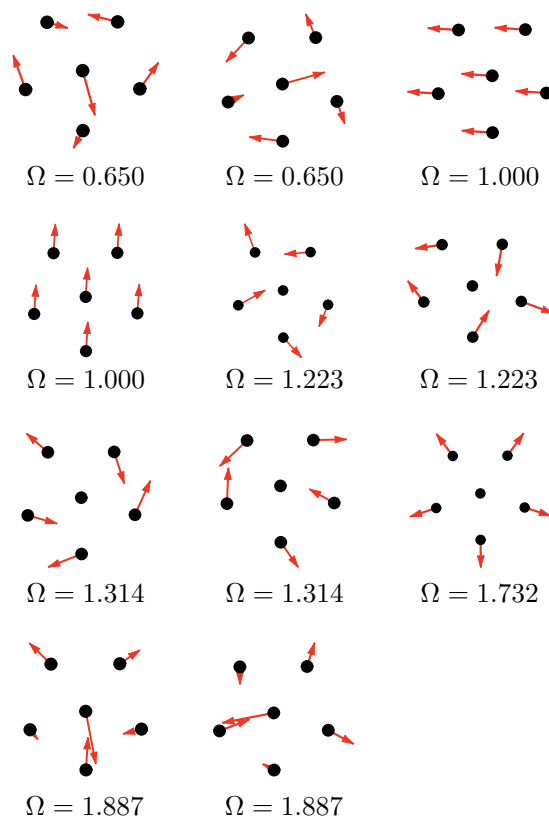 Ω = 0.650 Ω = 0.650 Ω = 1.000
Ω = 1.000 Ω = 1.223 Ω = 1.223
Ω = 1.314 Ω = 1.314 Ω = 1.732
Ω = 1.887 Ω = 1.887